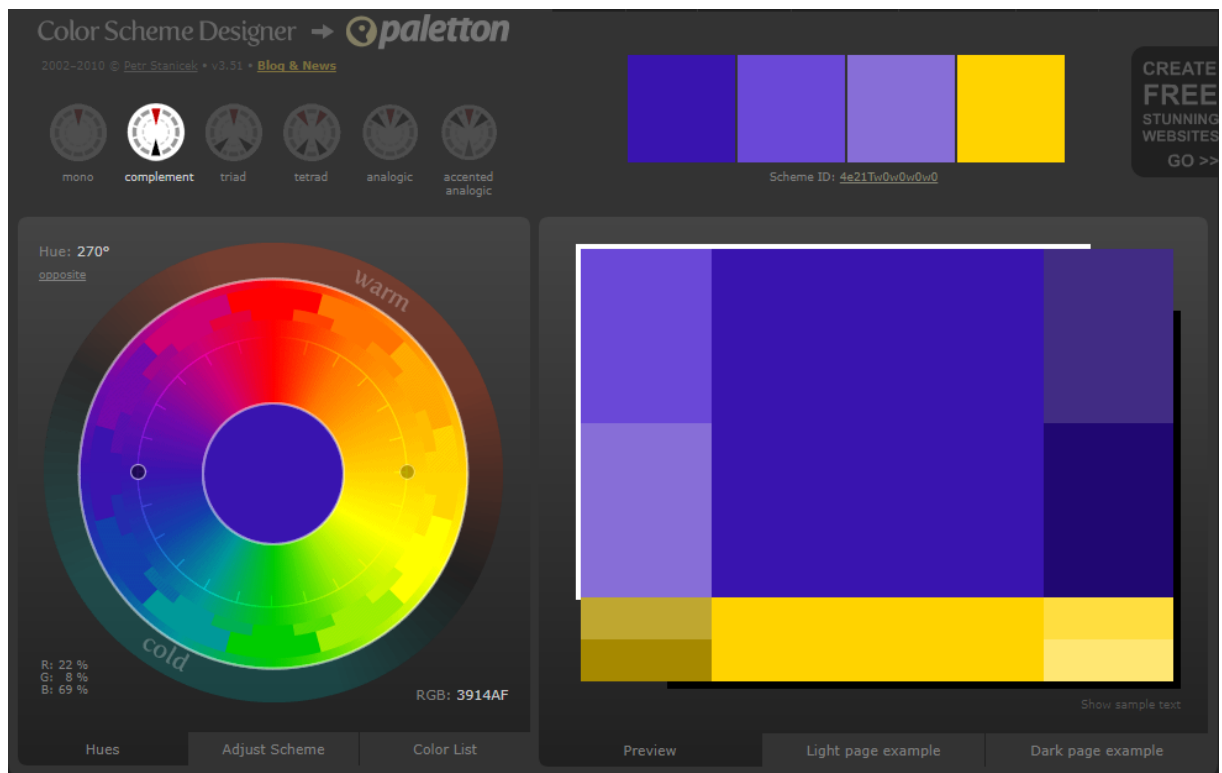 Color Scheme Designer ➔ paletton
2002–2010 © Petr Stanicek • v3.51 • Blog & News
mono
complement
triad
tetrad
analogic
accented
analogic
Scheme ID: 4e21Tw0w0w0w0
CREATE
FREE
STUNNING
WEBSITES
GO >>
Hue: 270°
opposite
warm
cold
R: 22 %
G: 8 %
B: 69 %
RGB: 3914AF
Hues
Adjust Scheme
Color List
Show sample text
Preview
Light page example
Dark page example